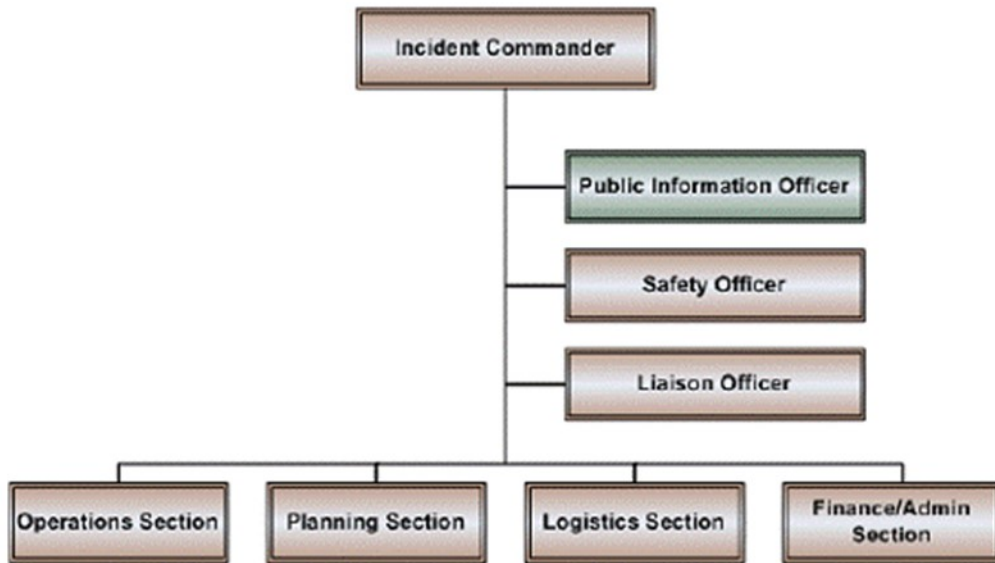 Incident Commander
Public Information Officer
Safety Officer
Liaison Officer
Operations Section
Planning Section
Logistics Section
Finance/Admin
Section